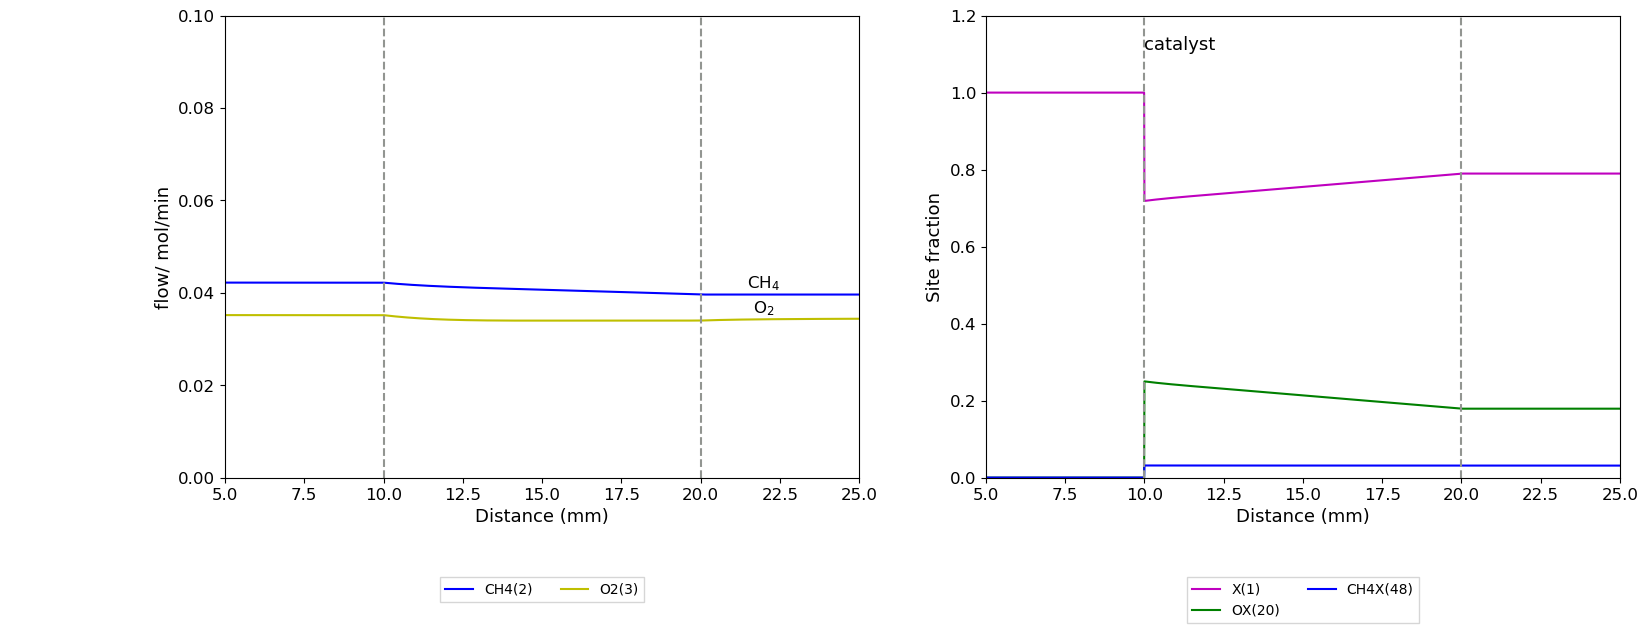 0.10
0.08
0.06
0.04
0.02
0.00
flow/ mol/min
CH₄
O₂
5.0 7.5 10.0 12.5 15.0 17.5 20.0 22.5 25.0
Distance (mm)
CH4(2) O2(3)
1.2
1.0
0.8
0.6
0.4
0.2
0.0
Site fraction
catalyst
5.0 7.5 10.0 12.5 15.0 17.5 20.0 22.5 25.0
Distance (mm)
X(1) CH4X(48)
OX(20)